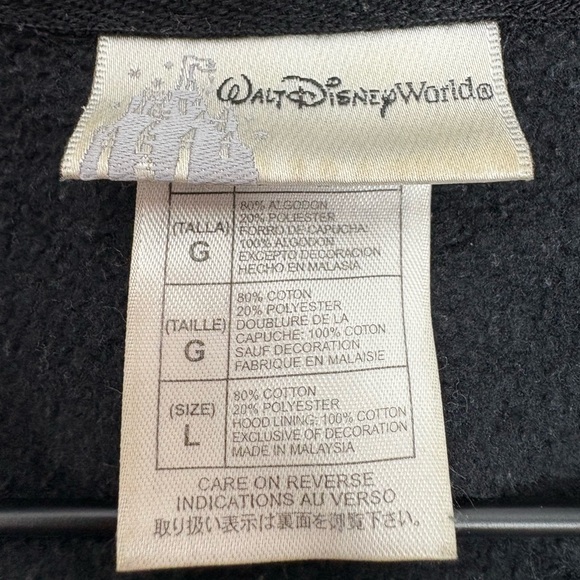 WALT DISNEY World®
80% ALGODON
20% POLIESTER
FORRO DE CAPUCHA:
100% ALGODON
EXCEPTO DECORACION
HECHO EN MALASIA
(TALLA)
G
80% COTON
20% POLYESTER
DOUBLURE DE LA
CAPUCHE: 100% COTON
SAUF DECORATION
FABRIQUE EN MALAISIE
(TAILLE)
G
80% COTTON
20% POLYESTER
HOOD LINING: 100% COTTON
EXCLUSIVE OF DECORATION
MADE IN MALAYSIA
(SIZE)
L
CARE ON REVERSE
INDICATIONS AU VERSO
取り扱い表示は裏面を御覧下さい。